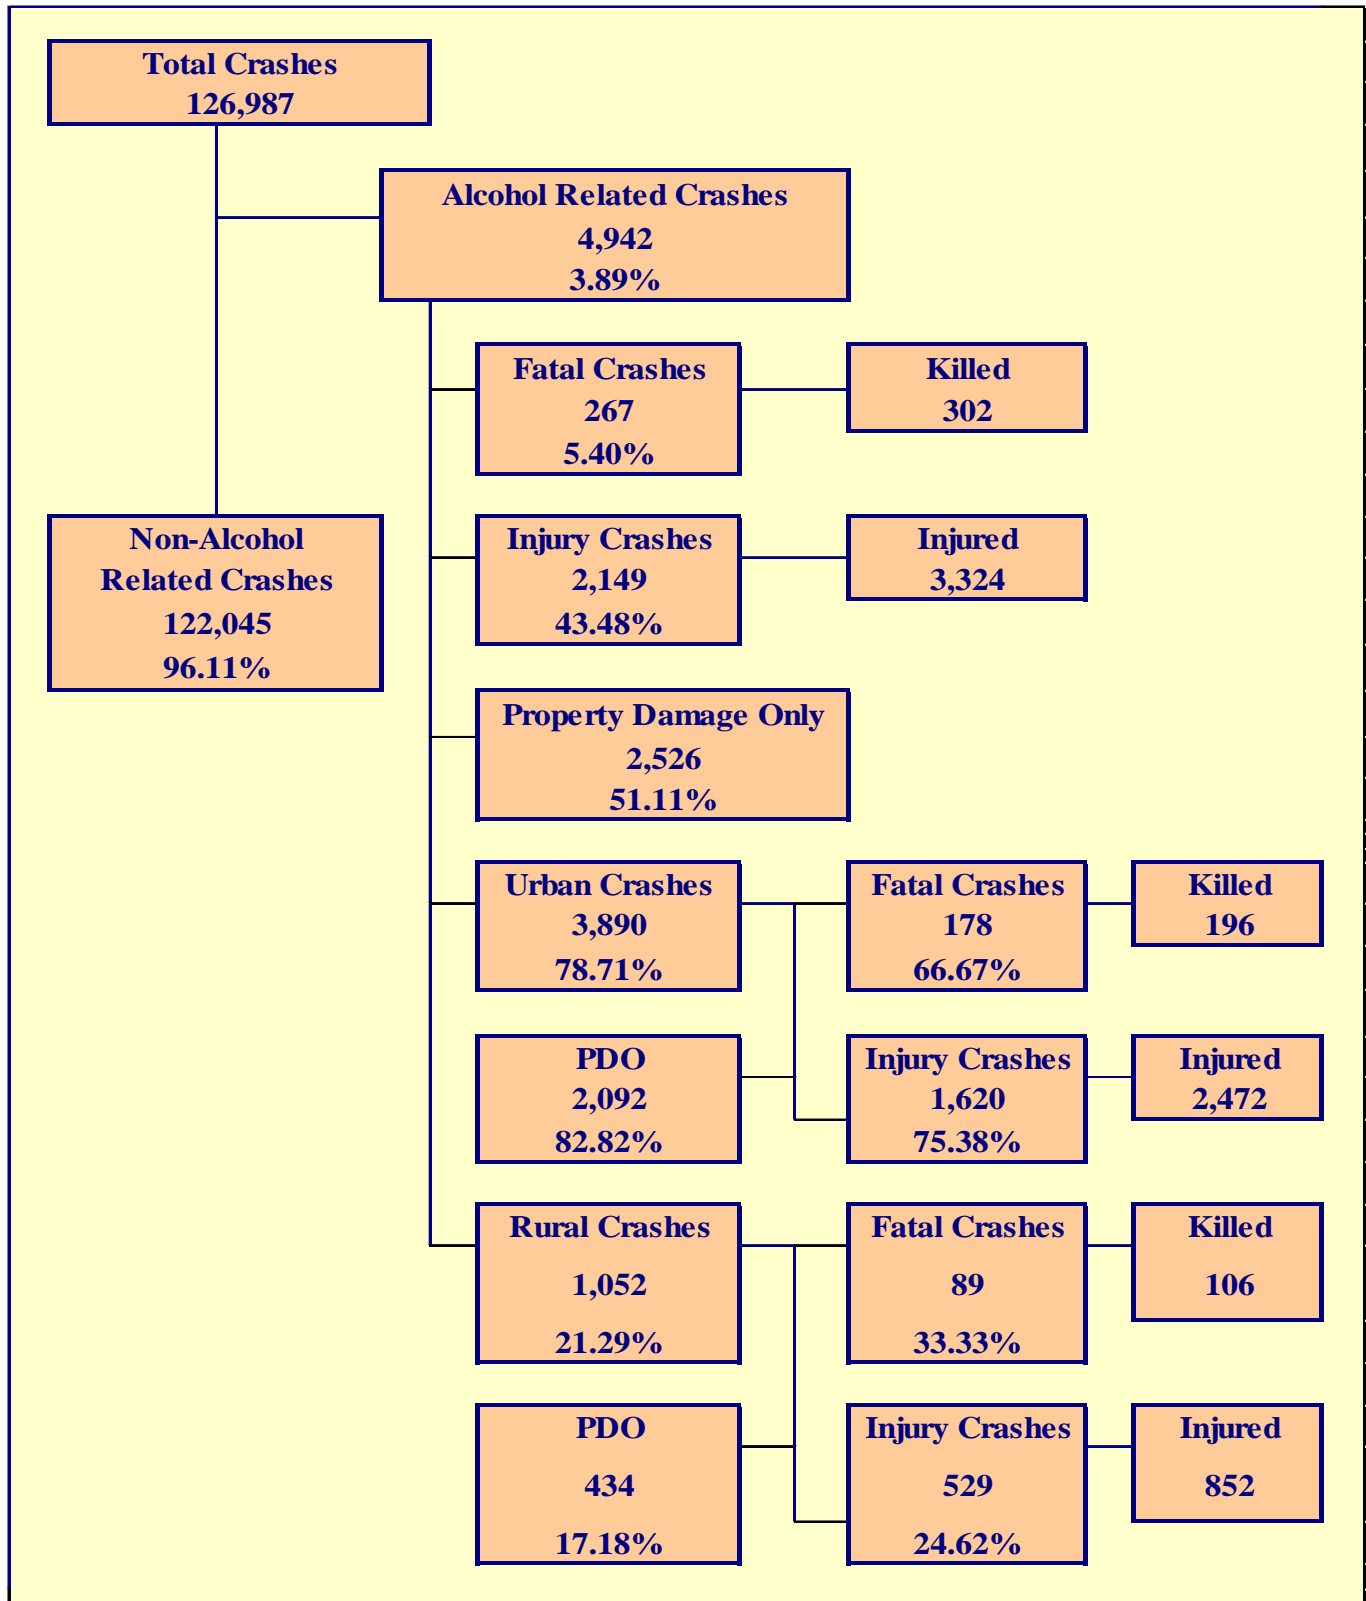 Total Crashes
126,987
Alcohol Related Crashes
4,942
3.89%
Fatal Crashes
267
5.40%
Killed
302
Non-Alcohol
Related Crashes
122,045
96.11%
Injury Crashes
2,149
43.48%
Injured
3,324
Property Damage Only
2,526
51.11%
Urban Crashes
3,890
78.71%
Fatal Crashes
178
66.67%
Killed
196
PDO
2,092
82.82%
Injury Crashes
1,620
75.38%
Injured
2,472
Rural Crashes
1,052
21.29%
Fatal Crashes
89
33.33%
Killed
106
PDO
434
17.18%
Injury Crashes
529
24.62%
Injured
852